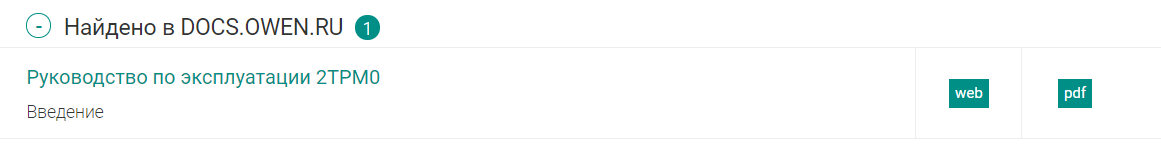 - Найдено в DOCS.OWEN.RU 1
Руководство по эксплуатации 2ТРМ0
Введение
web
pdf